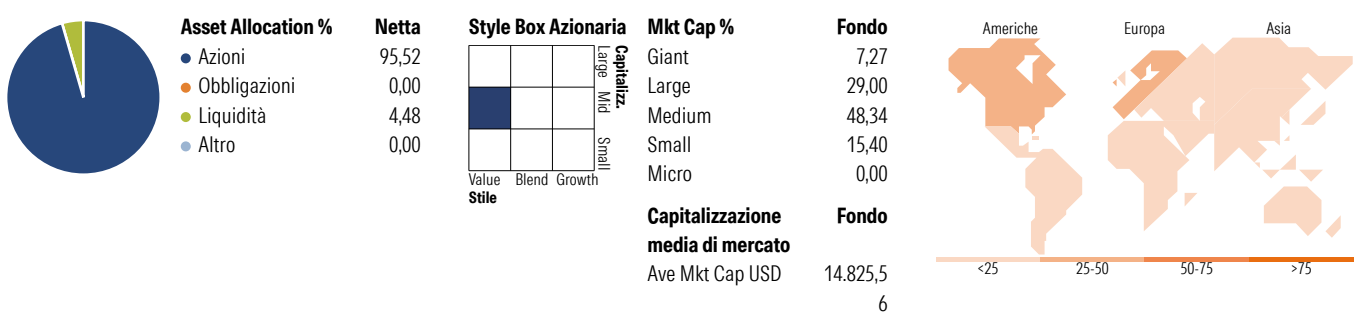 Asset Allocation % Netta
Azioni 95,52
Obbligazioni 0,00
Liquidità 4,48
Altro 0,00
Style Box Azionaria
Capitalizz.
Large Mid Small
Value Blend Growth
Stile
Mkt Cap % Fondo
Giant 7,27
Large 29,00
Medium 48,34
Small 15,40
Micro 0,00
Capitalizzazione Fondo
media di mercato
Ave Mkt Cap USD 14.825,5
6
Americhe Europa Asia
<25 25-50 50-75 >75